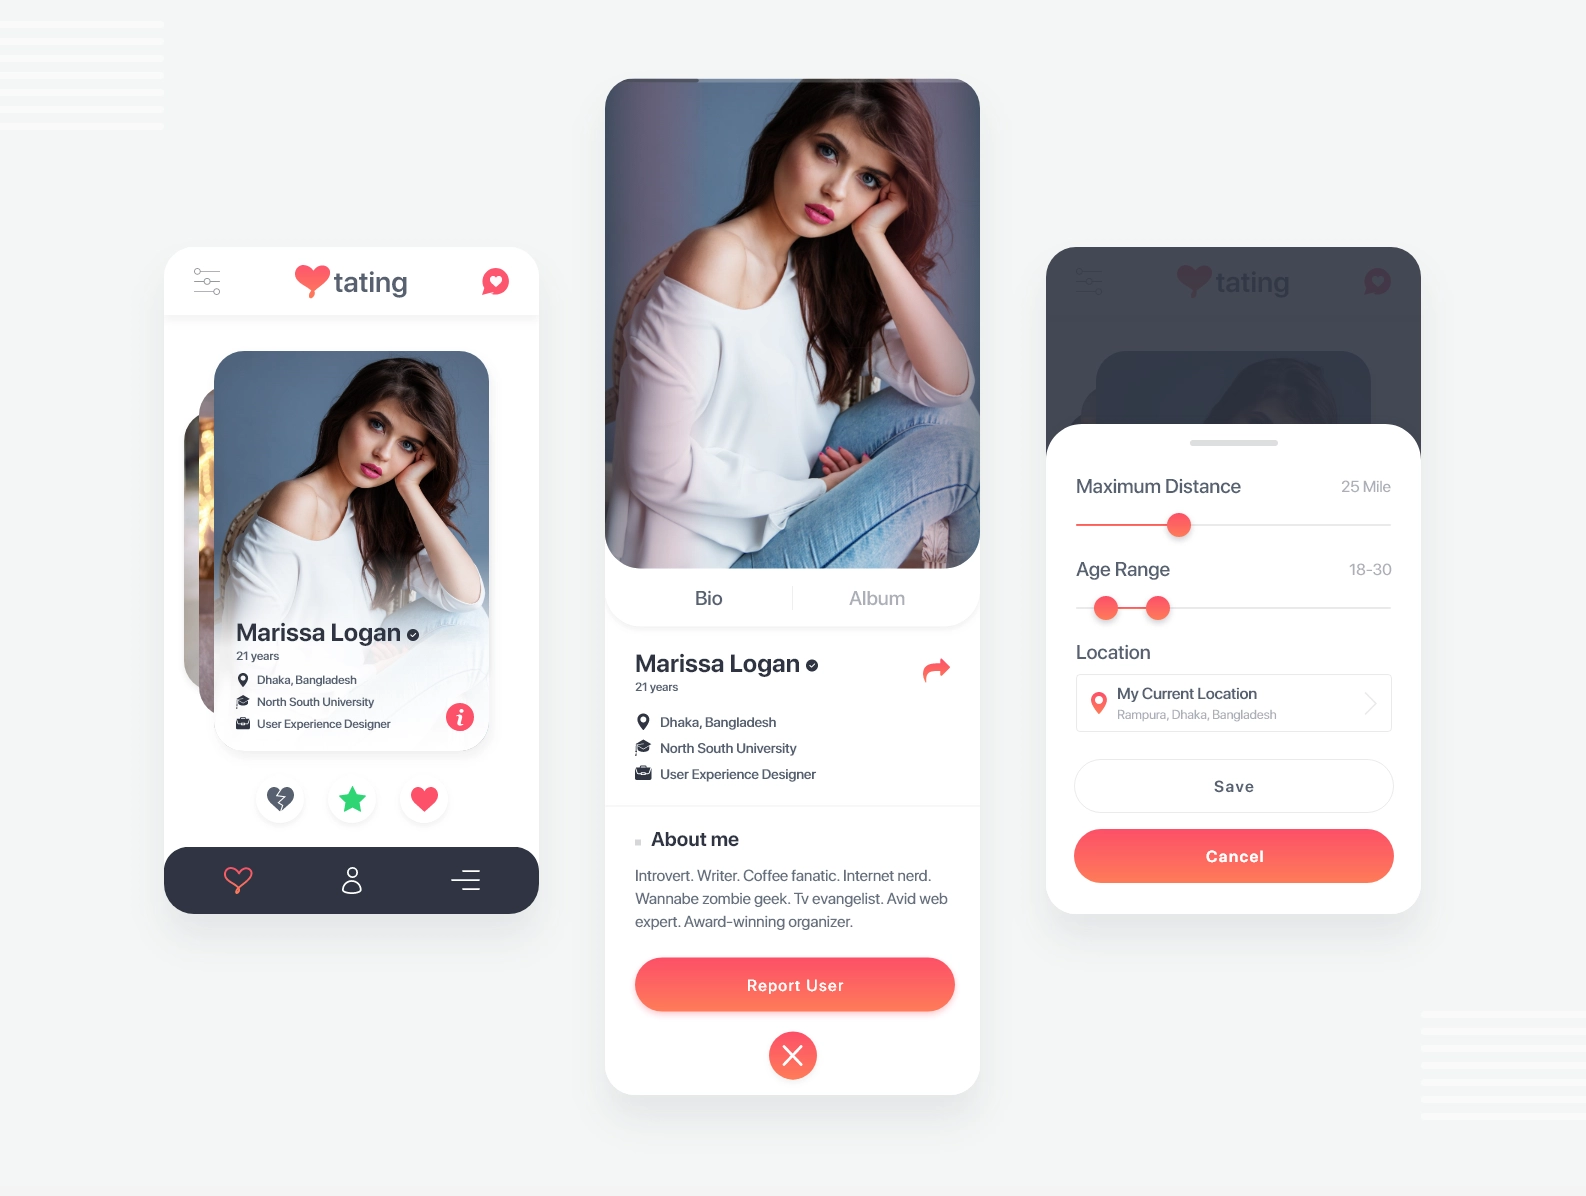 tating
Marissa Logan
21 years
Dhaka, Bangladesh
North South University
User Experience Designer
i
Bio
Album
Marissa Logan
21 years
Dhaka, Bangladesh
North South University
User Experience Designer
About me
Introvert. Writer. Coffee fanatic. Internet nerd.
Wannabe zombie geek. Tv evangelist. Avid web
expert. Award-winning organizer.
Report User
tating
Maximum Distance 25 Mile
Age Range 18-30
Location
My Current Location
Rampura, Dhaka, Bangladesh
Save
Cancel